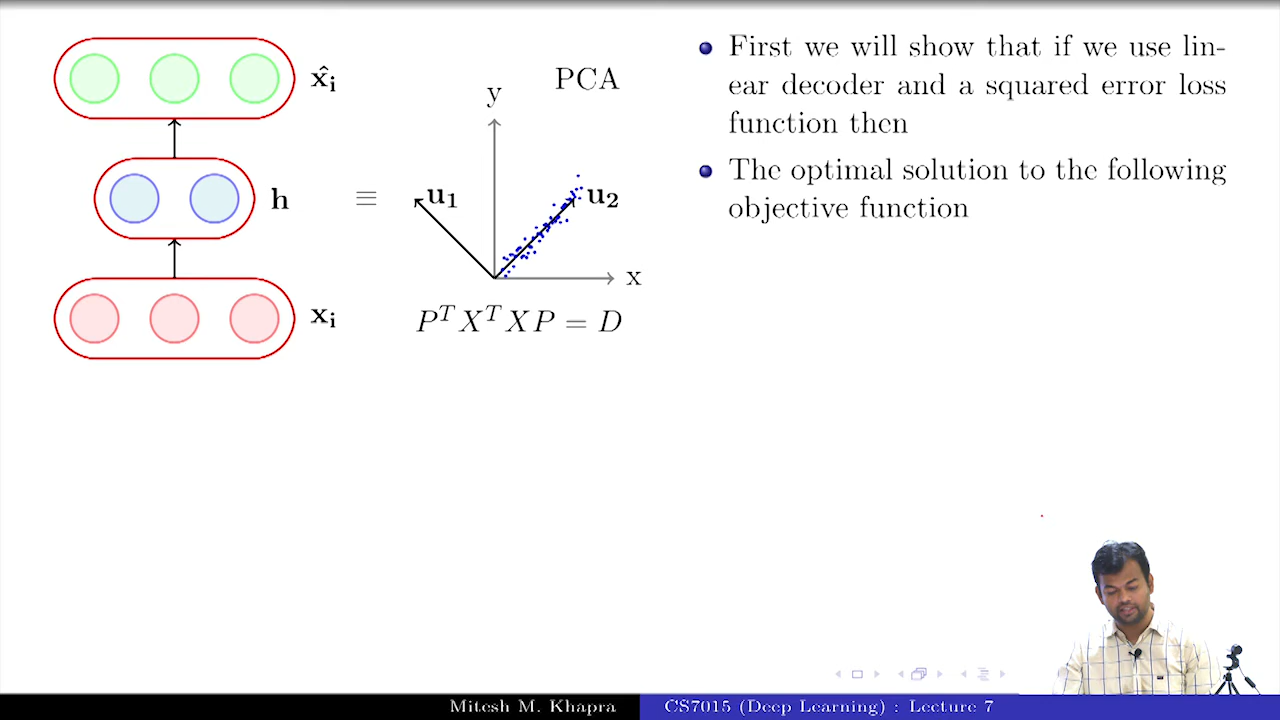 x̂ᵢ
h
xᵢ
≡
PCA
y
u₁
u₂
x
PᵀXᵀXP = D
First we will show that if we use lin-
ear decoder and a squared error loss
function then
The optimal solution to the following
objective function
Mitesh M. Khapra
CS7015 (Deep Learning) : Lecture 7